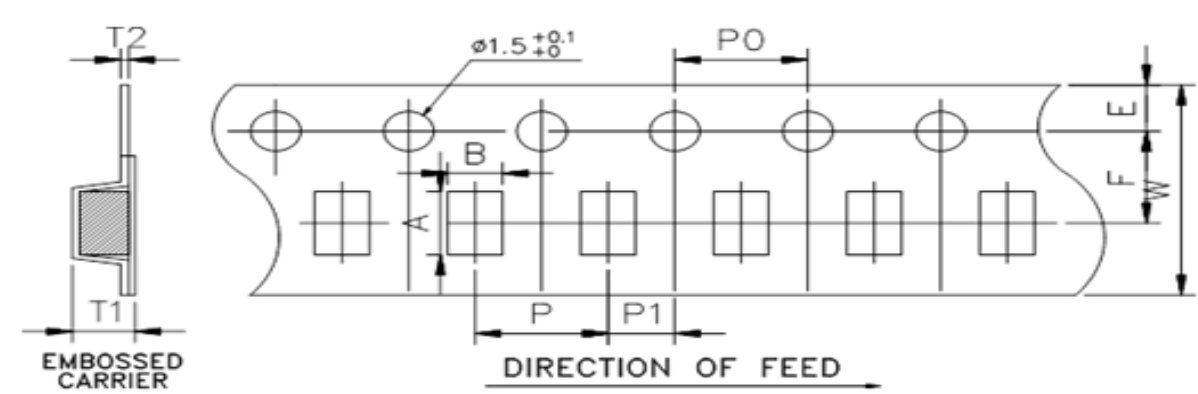 T2
ø1.5 +0.1
+0
P0
E
B
F
W
A
T1
P
P1
EMBOSSED
CARRIER
DIRECTION OF FEED